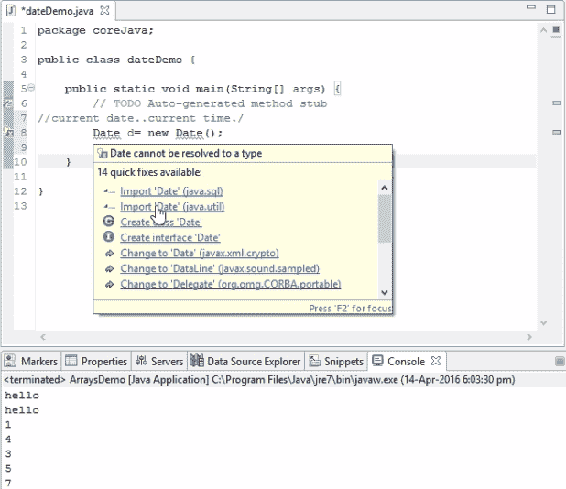 *dateDemo.java
1 package coreJava;
2
3 public class dateDemo {
4
5 public static void main(String[] args) {
6 // TODO Auto-generated method stub
7 //current date..current time./
8 Date d= new Date();
9
10 }
11
12 }
13
Date cannot be resolved to a type
14 quick fixes available:
Import 'Date' (java.sql)
Import 'Date' (java.util)
Create class 'Date'
Create interface 'Date'
Change to 'Data' (javax.xml.crypto)
Change to 'DataLine' (javax.sound.sampled)
Change to 'Delegate' (org.omg.CORBA.portable)
Press 'F2' for focus
Markers Properties Servers Data Source Explorer Snippets Console
<terminated> ArraysDemo [Java Application] C:\Program Files\Java\jre7\bin\javaw.exe (14-Apr-2016 6:03:30 pm)
hello
hello
1
4
3
5
7